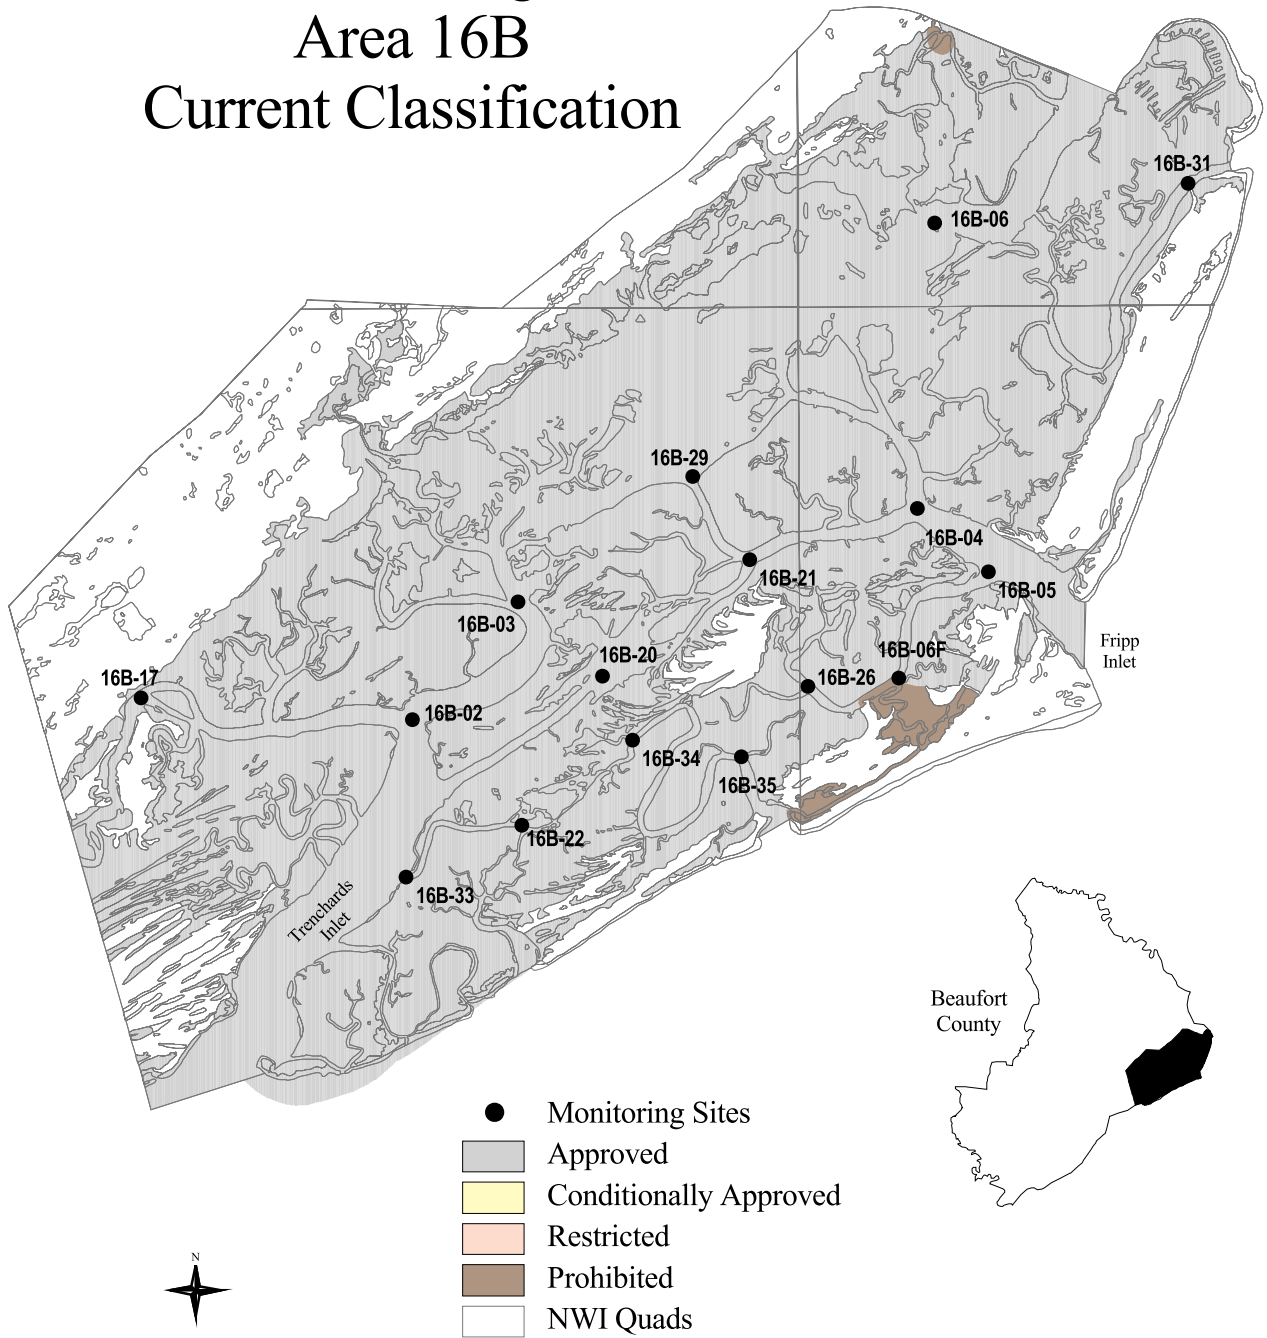 Area 16B
Current Classification
16B-31
16B-06
16B-29
16B-04
16B-21
16B-05
16B-03
Fripp
Inlet
16B-20
16B-06F
16B-17
16B-26
16B-02
16B-34
16B-35
16B-22
16B-33
Trenchards
Inlet
Beaufort
County
Monitoring Sites
Approved
Conditionally Approved
Restricted
Prohibited
NWI Quads
N